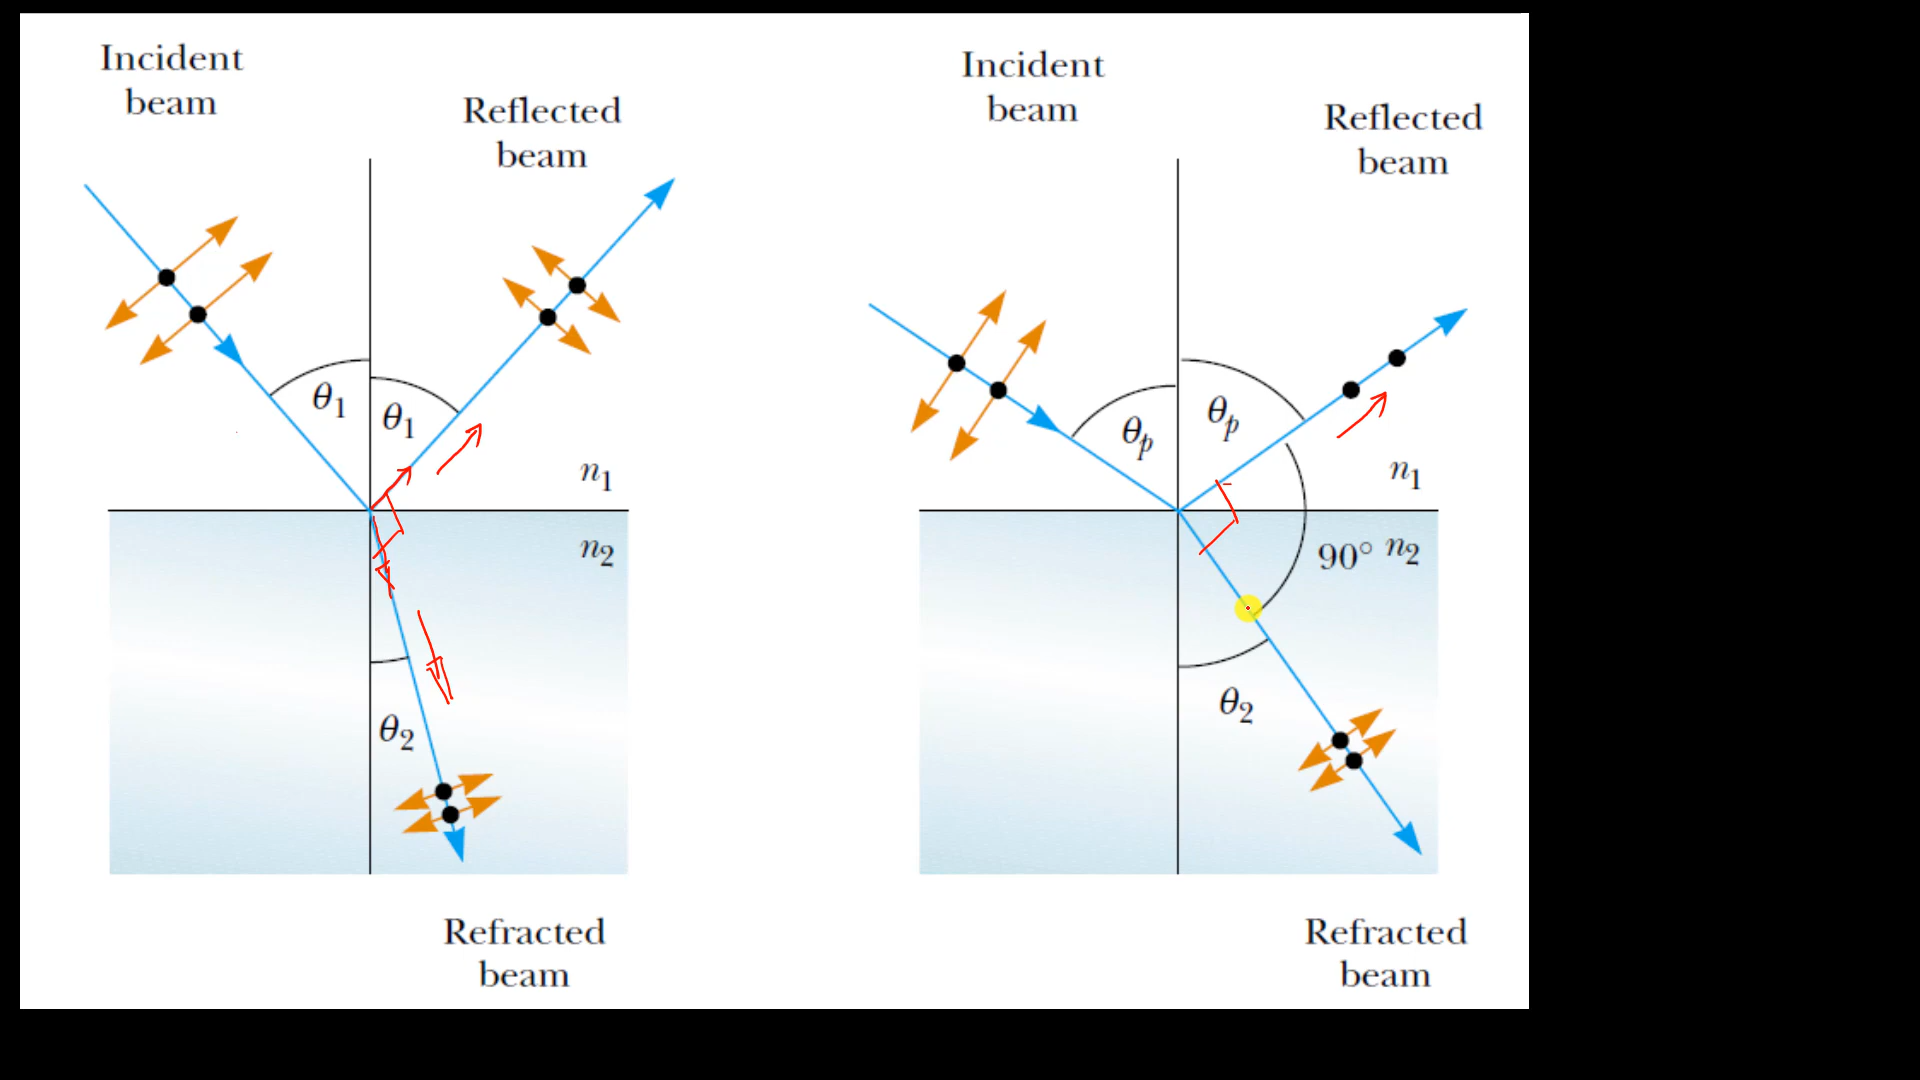 Incident
beam
Reflected
beam
θ1
θ1
n1
n2
θ2
Refracted
beam
Incident
beam
Reflected
beam
θp
θp
n1
90° n2
θ2
Refracted
beam